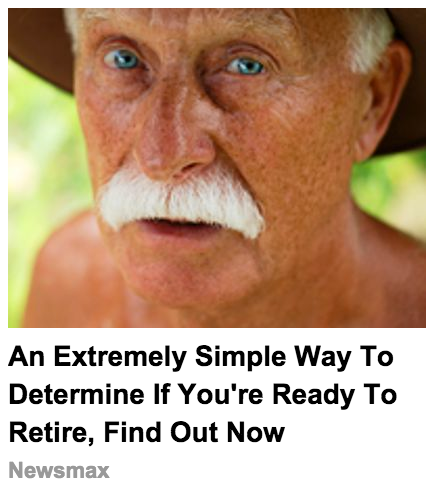 An Extremely Simple Way To
Determine If You're Ready To
Retire, Find Out Now
Newsmax